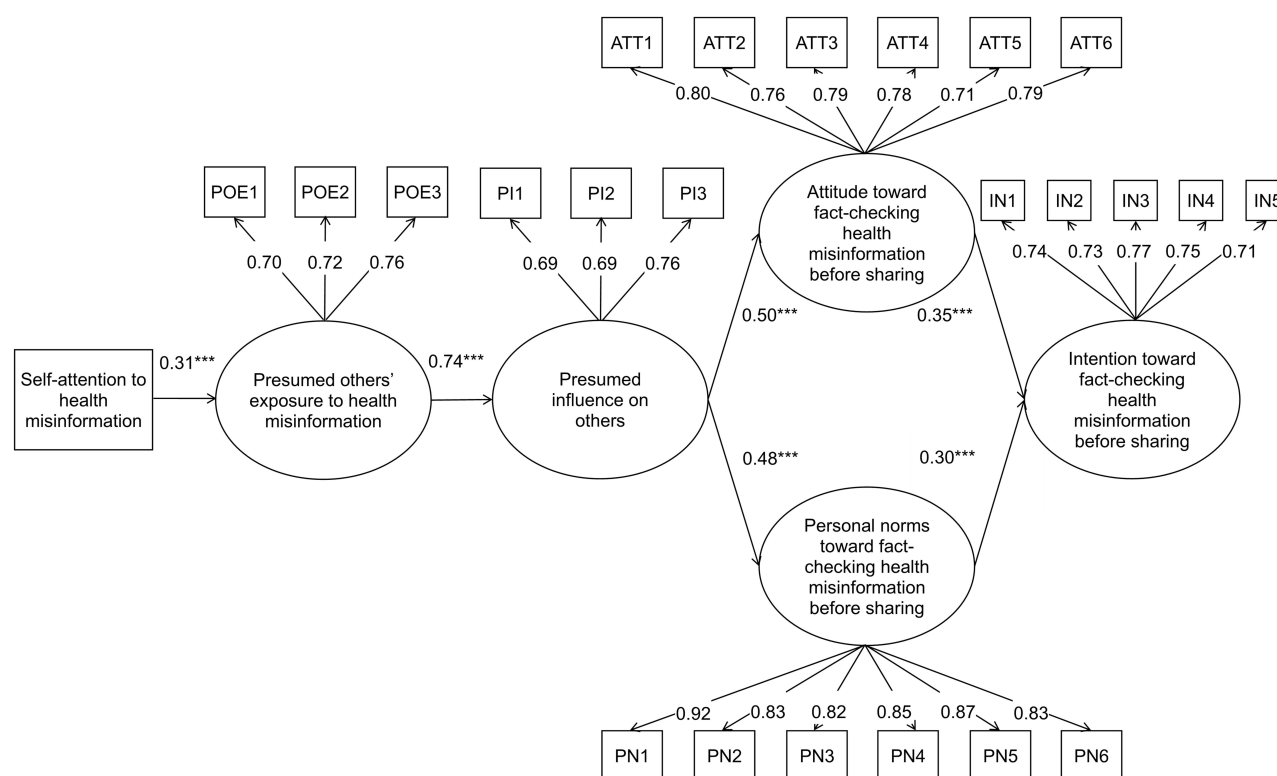 ATT1 ATT2 ATT3 ATT4 ATT5 ATT6
0.80 0.76 0.79 0.78 0.71 0.79
POE1 POE2 POE3
0.70 0.72 0.76
PI1 PI2 PI3
0.69 0.69 0.76
Attitude toward
fact-checking
health
misinformation
before sharing
IN1 IN2 IN3 IN4 IN5
0.74 0.73 0.77 0.75 0.71
0.50*** 0.35***
Self-attention to
health
misinformation
0.31***
Presumed others’
exposure to health
misinformation
0.74***
Presumed
influence on
others
Intention toward
fact-checking
health
misinformation
before sharing
0.48*** 0.30***
Personal norms
toward fact-
checking health
misinformation
before sharing
0.92 0.83 0.82 0.85 0.87 0.83
PN1 PN2 PN3 PN4 PN5 PN6